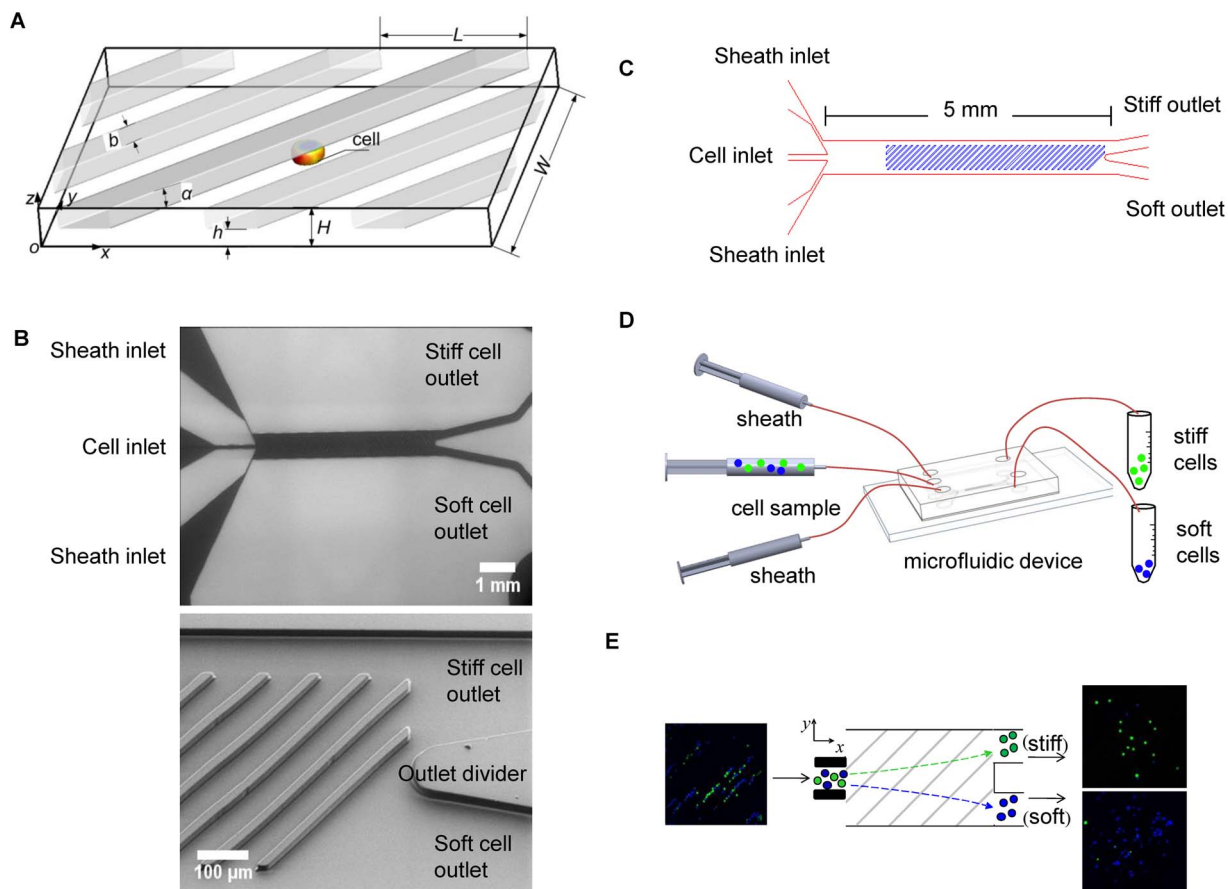 A
L
b
cell
W
α
z
y
h
H
o
x
B
Sheath inlet
Cell inlet
Sheath inlet
Stiff cell
outlet
Soft cell
outlet
1 mm
Stiff cell
outlet
Outlet divider
Soft cell
outlet
100 µm
C
Sheath inlet
5 mm
Stiff outlet
Cell inlet
Soft outlet
Sheath inlet
D
sheath
cell sample
sheath
microfluidic device
stiff
cells
soft
cells
E
y
x
(stiff)
(soft)